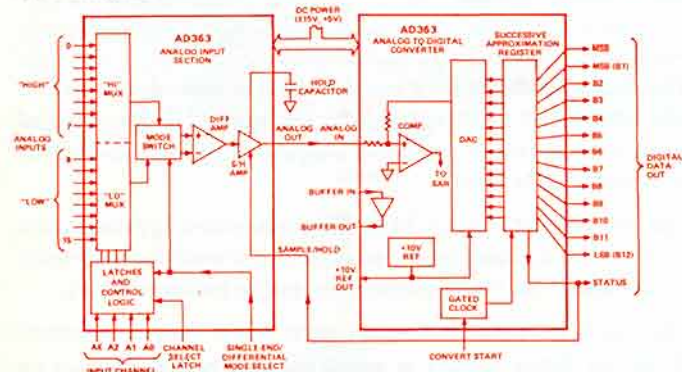 DC POWER
(±15V, +5V)
AD363
ANALOG INPUT
SECTION
0
"HIGH"
7
ANALOG
INPUTS
8
"LOW"
15
"HI"
MUX
"LO"
MUX
MODE
SWITCH
DIFF
AMP
S/H
AMP
HOLD
CAPACITOR
ANALOG
OUT
ANALOG
IN
SAMPLE/HOLD
LATCHES
AND
CONTROL
LOGIC
AE A2 A1 A0
INPUT CHANNEL
CHANNEL
SELECT
LATCH
SINGLE-END/
DIFFERENTIAL
MODE SELECT
AD363
ANALOG TO DIGITAL
CONVERTER
SUCCESSIVE
APPROXIMATION
REGISTER
COMP.
TO
SAR
DAC
BUFFER IN
BUFFER OUT
+10V
REF
+10V
REF
OUT
GATED
CLOCK
CONVERT START
MSB
MSB (B1)
B2
B3
B4
B5
B6
B7
B8
B9
B10
B11
LSB (B12)
STATUS
DIGITAL
DATA
OUT